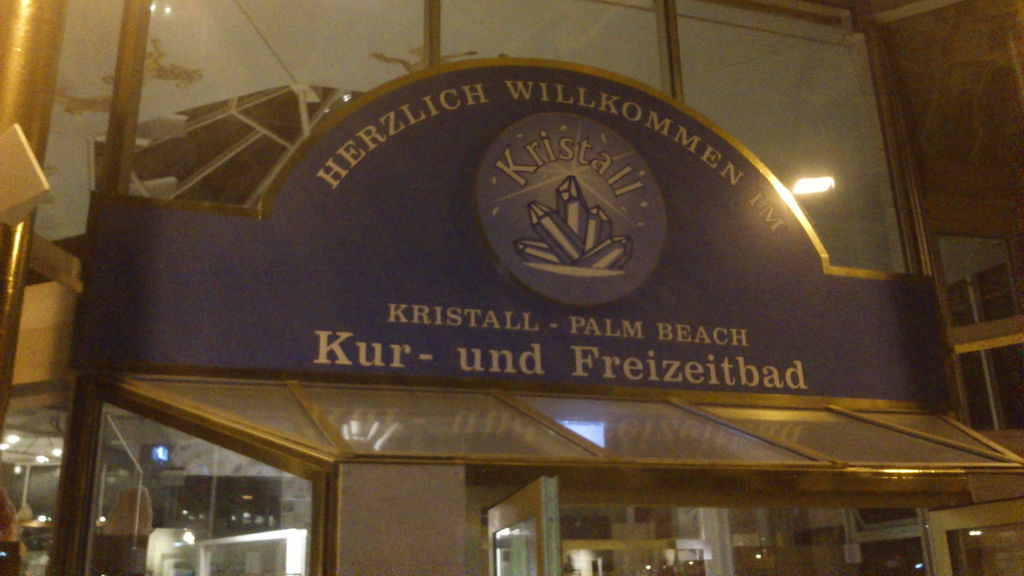 HERZLICH WILLKOMMEN IM
Kristall
KRISTALL - PALM BEACH
Kur- und Freizeitbad